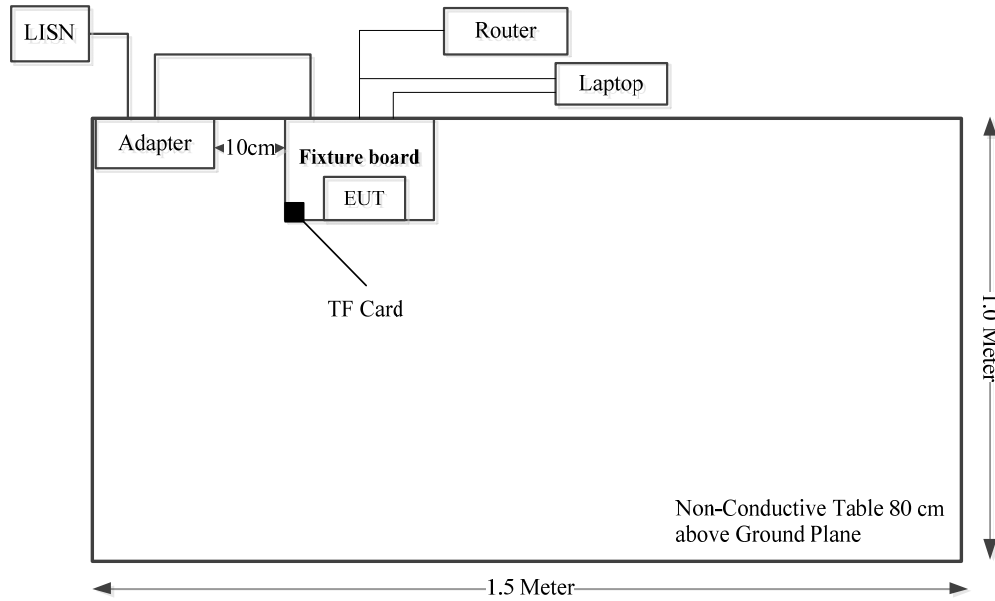 LISN
Router
Laptop
Adapter
10cm
Fixture board
EUT
TF Card
1.0 Meter
Non-Conductive Table 80 cm
above Ground Plane
1.5 Meter